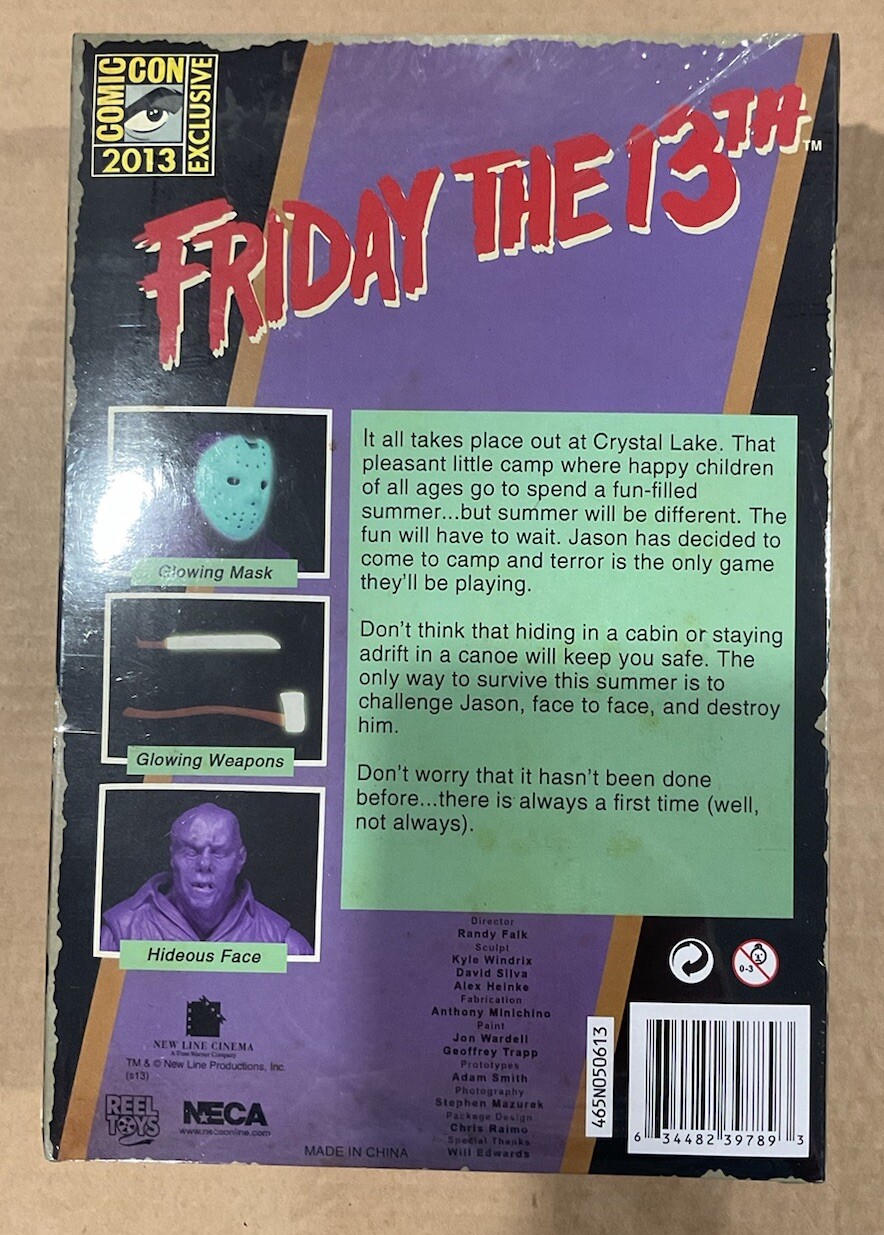 COMIC CON
2013
EXCLUSIVE
FRIDAY THE 13TH TM
It all takes place out at Crystal Lake. That
pleasant little camp where happy children
of all ages go to spend a fun-filled
summer...but summer will be different. The
fun will have to wait. Jason has decided to
come to camp and terror is the only game
they'll be playing.
Don't think that hiding in a cabin or staying
adrift in a canoe will keep you safe. The
only way to survive this summer is to
challenge Jason, face to face, and destroy
him.
Don't worry that it hasn't been done
before...there is always a first time (well,
not always).
Glowing Mask
Glowing Weapons
Hideous Face
Director
Randy Falk
Sculpt
Kyle Windrix
David Silva
Alex Heinke
Fabrication
Anthony Minichino
Paint
Jon Wardell
Geoffrey Trapp
Prototypes
Adam Smith
Photography
Stephen Mazurek
Package Design
Chris Raimo
Special Thanks
Will Edwards
NEW LINE CINEMA
A Time Warner Company
TM & © New Line Productions, Inc.
(s13)
REEL
TOYS
NECA
www.necaonline.com
MADE IN CHINA
0-3
465N050613
6 34482 39789 3